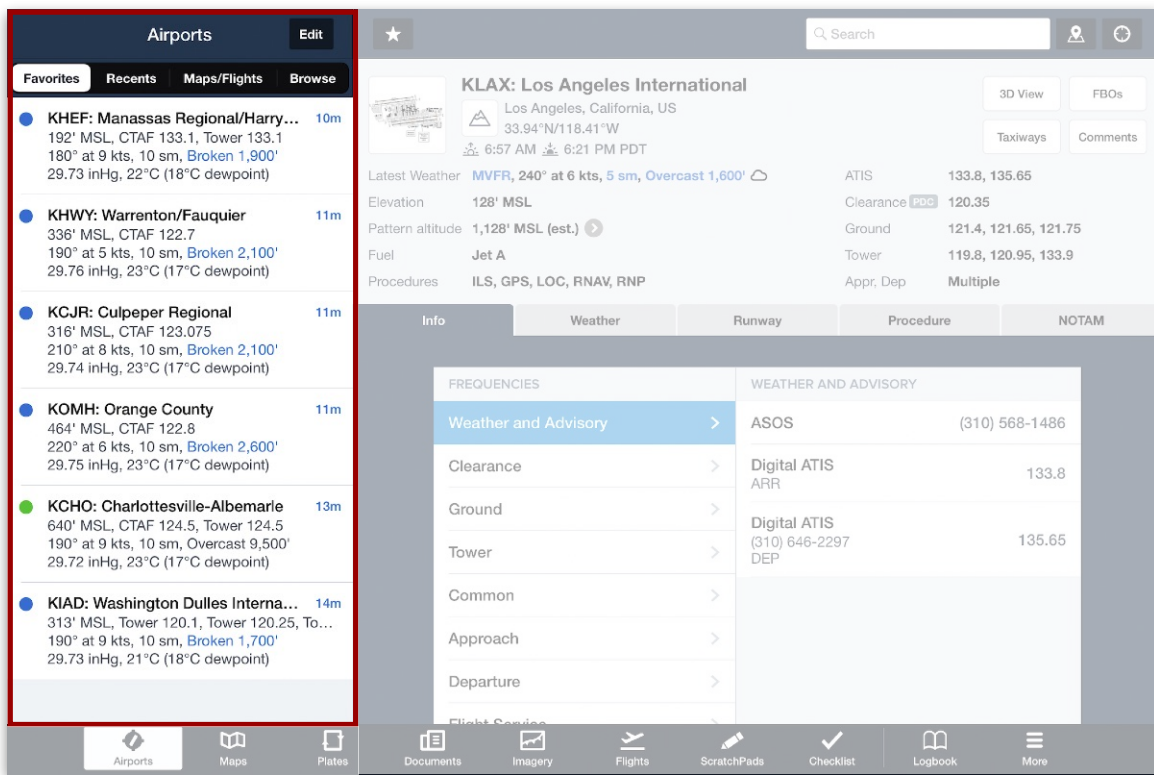 Airports
Edit
Favorites Recents Maps/Flights Browse
KHEF: Manassas Regional/Harry… 10m
192' MSL, CTAF 133.1, Tower 133.1
180° at 9 kts, 10 sm, Broken 1,900'
29.73 inHg, 22°C (18°C dewpoint)
KHWY: Warrenton/Fauquier 11m
336' MSL, CTAF 122.7
190° at 5 kts, 10 sm, Broken 2,100'
29.76 inHg, 23°C (17°C dewpoint)
KCJR: Culpeper Regional 11m
316' MSL, CTAF 123.075
210° at 8 kts, 10 sm, Broken 2,100'
29.74 inHg, 23°C (17°C dewpoint)
KOMH: Orange County 11m
464' MSL, CTAF 122.8
220° at 6 kts, 10 sm, Broken 2,600'
29.75 inHg, 23°C (17°C dewpoint)
KCHO: Charlottesville-Albemarle 13m
640' MSL, CTAF 124.5, Tower 124.5
190° at 9 kts, 10 sm, Overcast 9,500'
29.72 inHg, 23°C (17°C dewpoint)
KIAD: Washington Dulles Interna… 14m
313' MSL, Tower 120.1, Tower 120.25, To…
190° at 9 kts, 10 sm, Broken 1,700'
29.73 inHg, 21°C (18°C dewpoint)
Search
KLAX: Los Angeles International
Los Angeles, California, US
33.94°N/118.41°W
6:57 AM 6:21 PM PDT
3D View FBOs
Taxiways Comments
Latest Weather MVFR, 240° at 6 kts, 5 sm, Overcast 1,600'
Elevation 128' MSL
Pattern altitude 1,128' MSL (est.)
Fuel Jet A
Procedures ILS, GPS, LOC, RNAV, RNP
ATIS 133.8, 135.65
Clearance PDC 120.35
Ground 121.4, 121.65, 121.75
Tower 119.8, 120.95, 133.9
Appr, Dep Multiple
Info Weather Runway Procedure NOTAM
FREQUENCIES
Weather and Advisory
Clearance
Ground
Tower
Common
Approach
Departure
Flight Service
WEATHER AND ADVISORY
ASOS (310) 568-1486
Digital ATIS
ARR
133.8
Digital ATIS
(310) 646-2297
DEP
135.65
Airports Maps Plates Documents Imagery Flights ScratchPads Checklist Logbook More